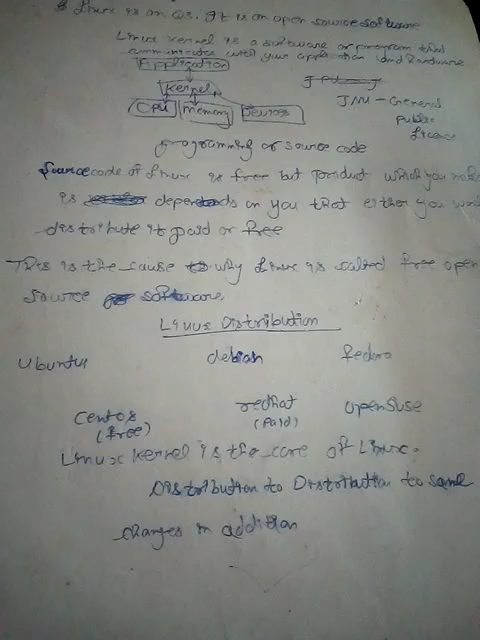 Linux is an OS. It is an open source software
Linux kernel is a software or program that
communicates with your application and hardware
Application
Kernel
CPU memory Devices
JNU - General
public
licence
programming or source code
Source code of Linux is free but product which you make
is depends on you that either you
distribute it paid or free
This is the cause why Linux is called free open
source software
Linux Distribution
Ubuntu debian fedora
Centos redhat opensuse
(free) (paid)
Linux kernel is the core of Linux.
Distribution to Distribution to same
changes in addition